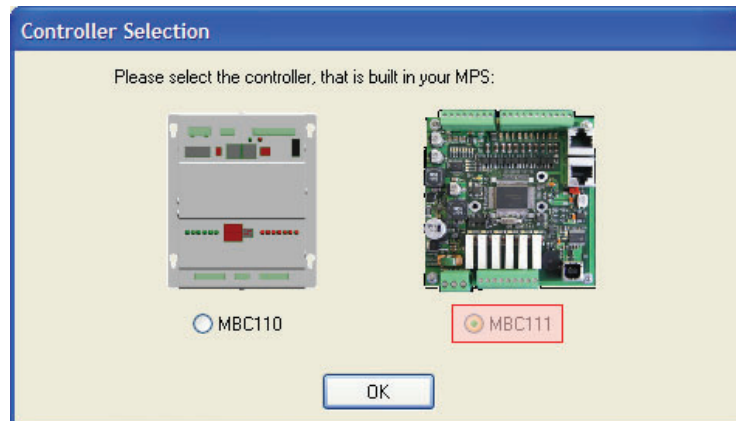 Controller Selection
Please select the controller, that is built in your MPS:
MBC110
MBC111
OK